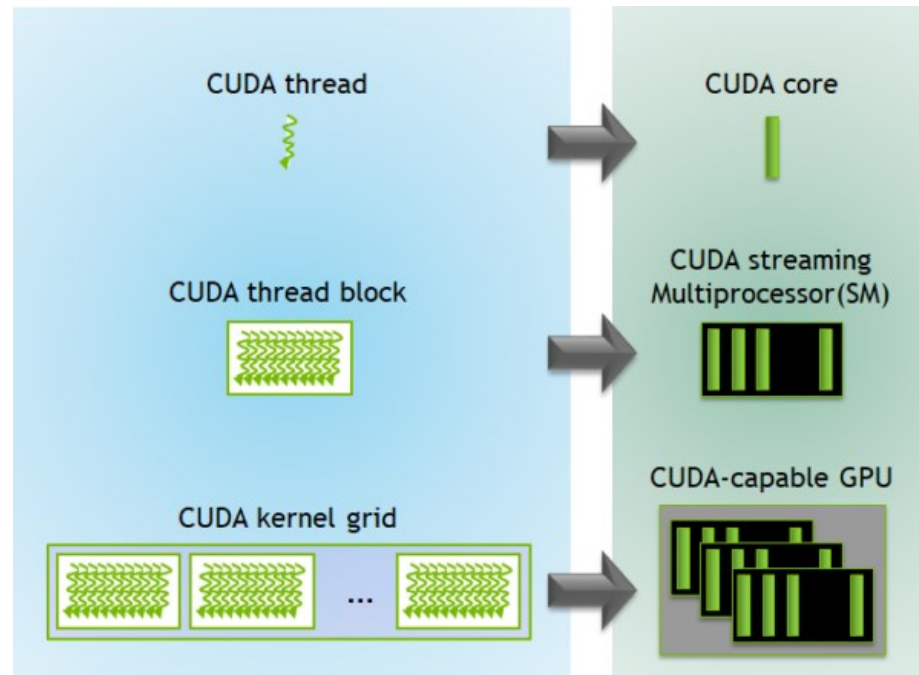 CUDA thread
CUDA core
CUDA thread block
CUDA streaming
Multiprocessor(SM)
CUDA kernel grid
...
CUDA-capable GPU